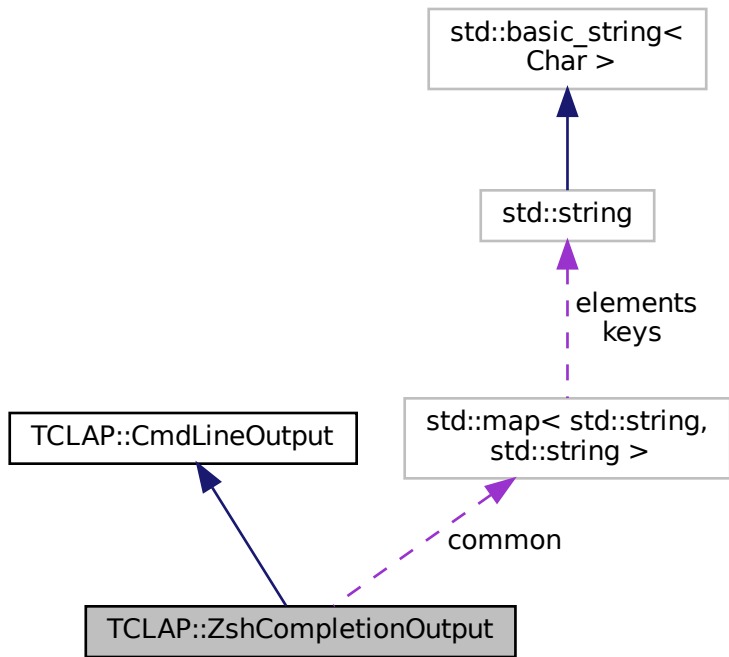 std::basic_string<
Char >
std::string
elements
keys
std::map< std::string,
std::string >
TCLAP::CmdLineOutput
common
TCLAP::ZshCompletionOutput